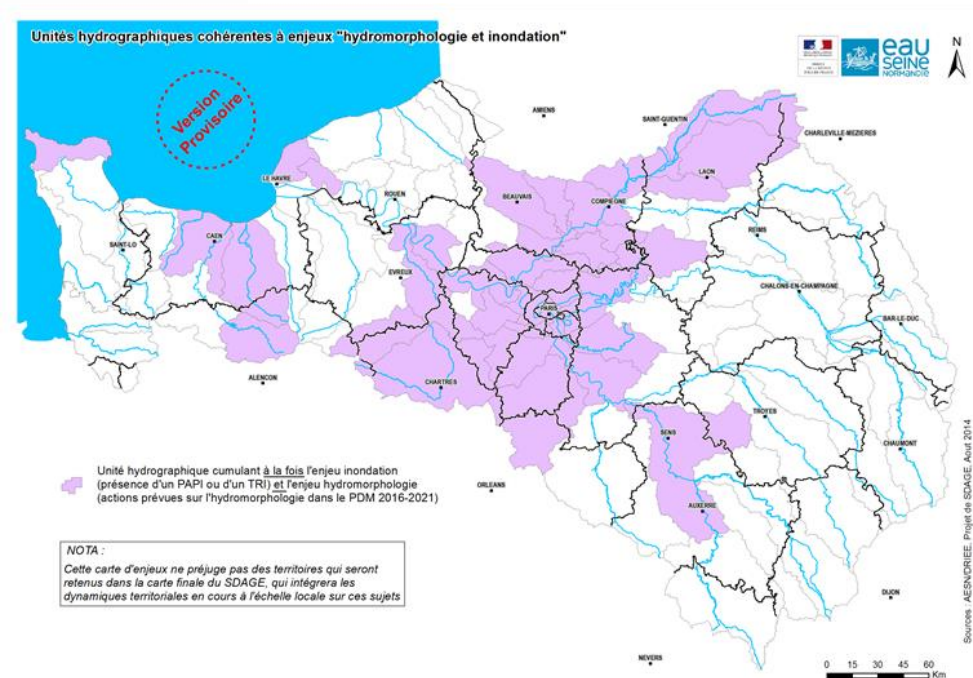 Unités hydrographiques cohérentes à enjeux "hydromorphologie et inondation"
eau
SEINE
NORMANDIE
N
Version
Provisoire
AMIENS
SAINT-QUENTIN
CHARLEVILLE-MEZIERES
LAON
LE HAVRE
ROUEN
BEAUVAIS
COMPIEGNE
SAINT-LO
CAEN
REIMS
EVREUX
CHALONS-EN-CHAMPAGNE
PARIS
BAR-LE-DUC
ALENCON
CHARTRES
TROYES
SENS
CHAUMONT
ORLEANS
AUXERRE
DIJON
NEVERS
Unité hydrographique cumulant à la fois l'enjeu inondation
(présence d'un PAPI ou d'un TRI) et l'enjeu hydromorphologie
(actions prévues sur l'hydromorphologie dans le PDM 2016-2021)
NOTA :
Cette carte d'enjeux ne préjuge pas des territoires qui seront
retenus dans la carte finale du SDAGE, qui intégrera les
dynamiques territoriales en cours à l'échelle locale sur ces sujets
Sources : AESN/DRIEE, Projet de SDAGE, Aout 2014
0 15 30 45 60
Km